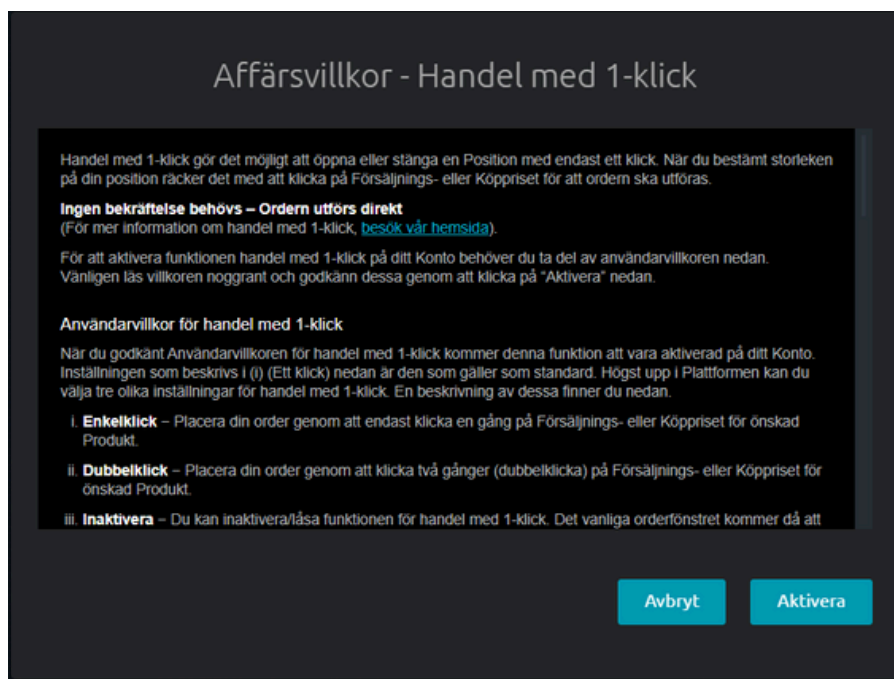 Affärsvillkor - Handel med 1-klick
Handel med 1-klick gör det möjligt att öppna eller stänga en Position med endast ett klick. När du bestämt storleken
på din position räcker det med att klicka på Försäljnings- eller Köppriset för att ordern ska utföras.
Ingen bekräftelse behövs – Ordern utförs direkt
(För mer information om handel med 1-klick, besök vår hemsida).
För att aktivera funktionen handel med 1-klick på ditt Konto behöver du ta del av användarvillkoren nedan.
Vänligen läs villkoren noggrant och godkänn dessa genom att klicka på "Aktivera" nedan.
Användarvillkor för handel med 1-klick
När du godkänt Användarvillkoren för handel med 1-klick kommer denna funktion att vara aktiverad på ditt Konto.
Inställningen som beskrivs i (i) (Ett klick) nedan är den som gäller som standard. Högst upp i Plattformen kan du
välja tre olika inställningar för handel med 1-klick. En beskrivning av dessa finner du nedan.
i. Enkelklick – Placera din order genom att endast klicka en gång på Försäljnings- eller Köppriset för önskad
Produkt.
ii. Dubbelklick – Placera din order genom att klicka två gånger (dubbelklicka) på Försäljnings- eller Köppriset för
önskad Produkt.
iii. Inaktivera – Du kan inaktivera/låsa funktionen för handel med 1-klick. Det vanliga orderfönstret kommer då att
Avbryt
Aktivera